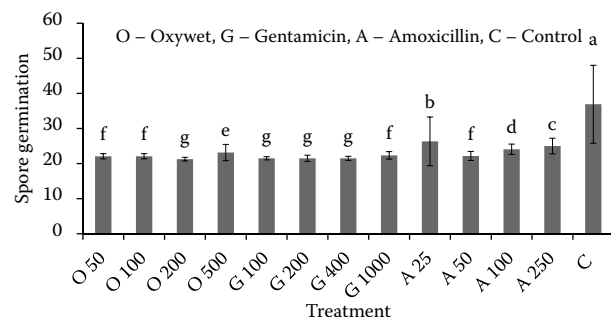 60
O – Oxywet, G – Gentamicin, A – Amoxicillin, C – Control
a
50
40
b
f f g e g g g f f d c
30
20
10
0
Spore germination
O 50 O 100 O 200 O 500 G 100 G 200 G 400 G 1000 A 25 A 50 A 100 A 250 C
Treatment